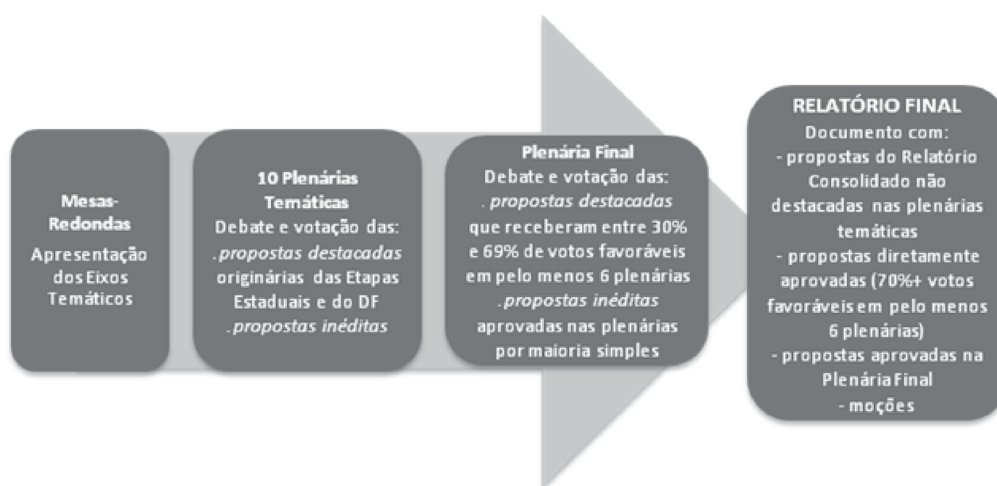 Mesas-
Redondas
Apresentação
dos Eixos
Temáticos
10 Plenárias
Temáticas
Debate e votação das:
.propostas destacadas
originárias das Etapas
Estaduais e do DF
.propostas inéditas
Plenária Final
Debate e votação das:
. propostas destacadas
que receberam entre 30%
e 69% de votos favoráveis
em pelo menos 6 plenárias
.propostas inéditas
aprovadas nas plenárias
por maioria simples
RELATÓRIO FINAL
Documento com:
- propostas do Relatório
Consolidado não
destacadas nas plenárias
temáticas
- propostas diretamente
aprovadas (70%+ votos
favoráveis em pelo menos
6 plenárias)
- propostas aprovadas na
Plenária Final
- moções